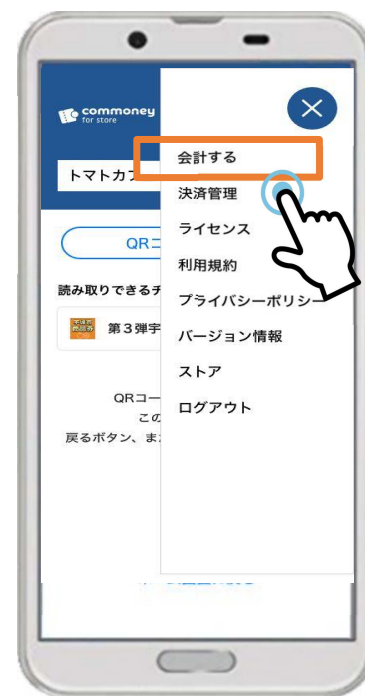 commoney
for store
トマトカフ
QRコ
読み取りできるチ
第3弾宇
QRコー
この
戻るボタン、ま
会計する
決済管理
ライセンス
利用規約
プライバシーポリシー
バージョン情報
ストア
ログアウト